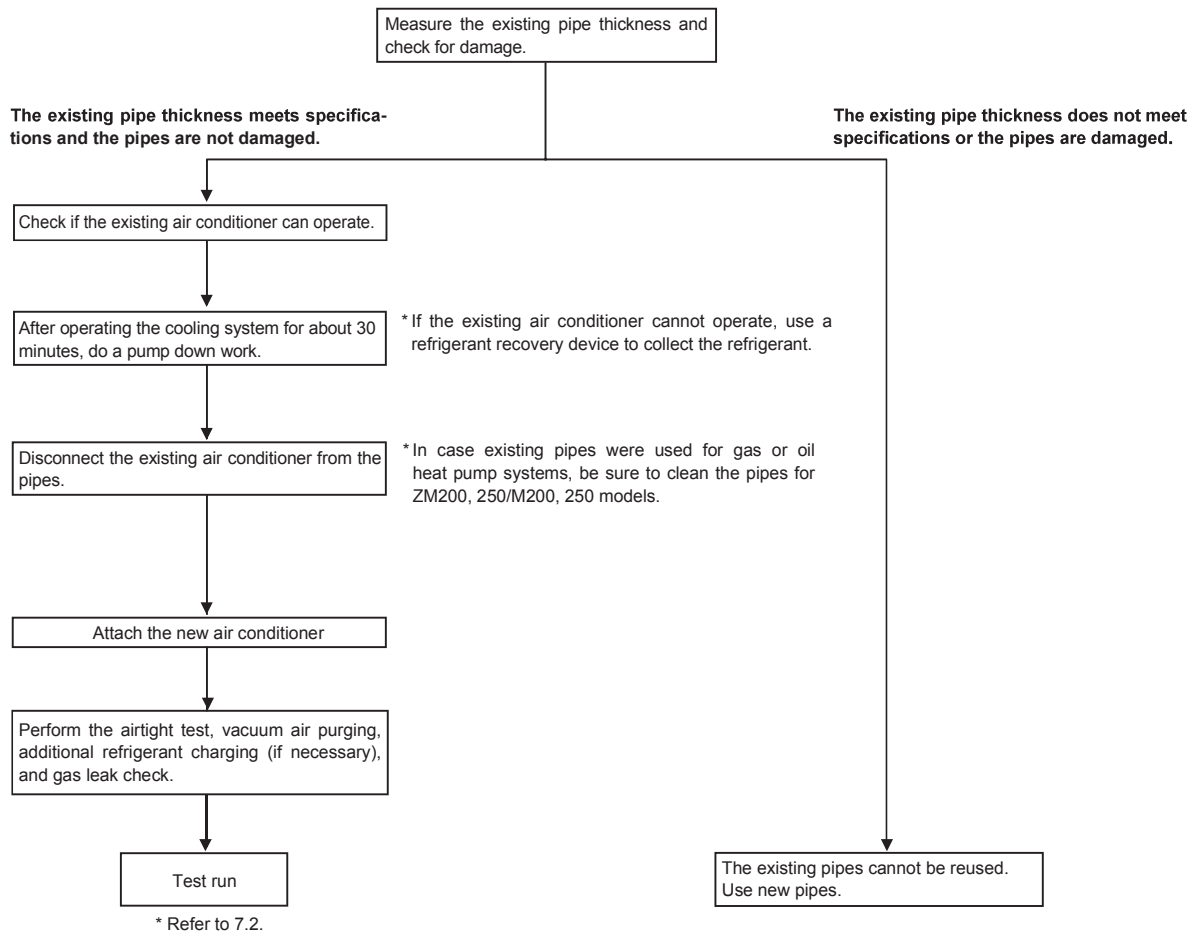 Measure the existing pipe thickness and
check for damage.
The existing pipe thickness meets specifica-
tions and the pipes are not damaged.
The existing pipe thickness does not meet
specifications or the pipes are damaged.
Check if the existing air conditioner can operate.
After operating the cooling system for about 30
minutes, do a pump down work.
* If the existing air conditioner cannot operate, use a
refrigerant recovery device to collect the refrigerant.
Disconnect the existing air conditioner from the
pipes.
* In case existing pipes were used for gas or oil
heat pump systems, be sure to clean the pipes for
ZM200, 250/M200, 250 models.
Attach the new air conditioner
Perform the airtight test, vacuum air purging,
additional refrigerant charging (if necessary),
and gas leak check.
Test run
* Refer to 7.2.
The existing pipes cannot be reused.
Use new pipes.